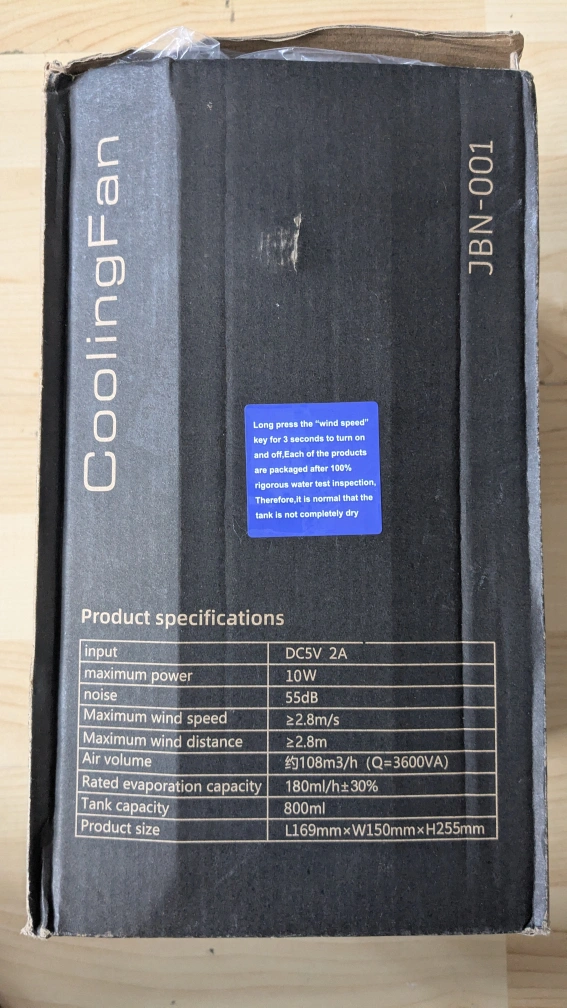 CoolingFan
JBN-001
Long press the “wind speed”
key for 3 seconds to turn on
and off,Each of the products
are packaged after 100%
rigorous water test inspection,
Therefore,it is normal that the
tank is not completely dry
Product specifications
input DC5V 2A
maximum power 10W
noise 55dB
Maximum wind speed ≥2.8m/s
Maximum wind distance ≥2.8m
Air volume 约108m3/h (Q=3600VA)
Rated evaporation capacity 180ml/h±30%
Tank capacity 800ml
Product size L169mm×W150mm×H255mm